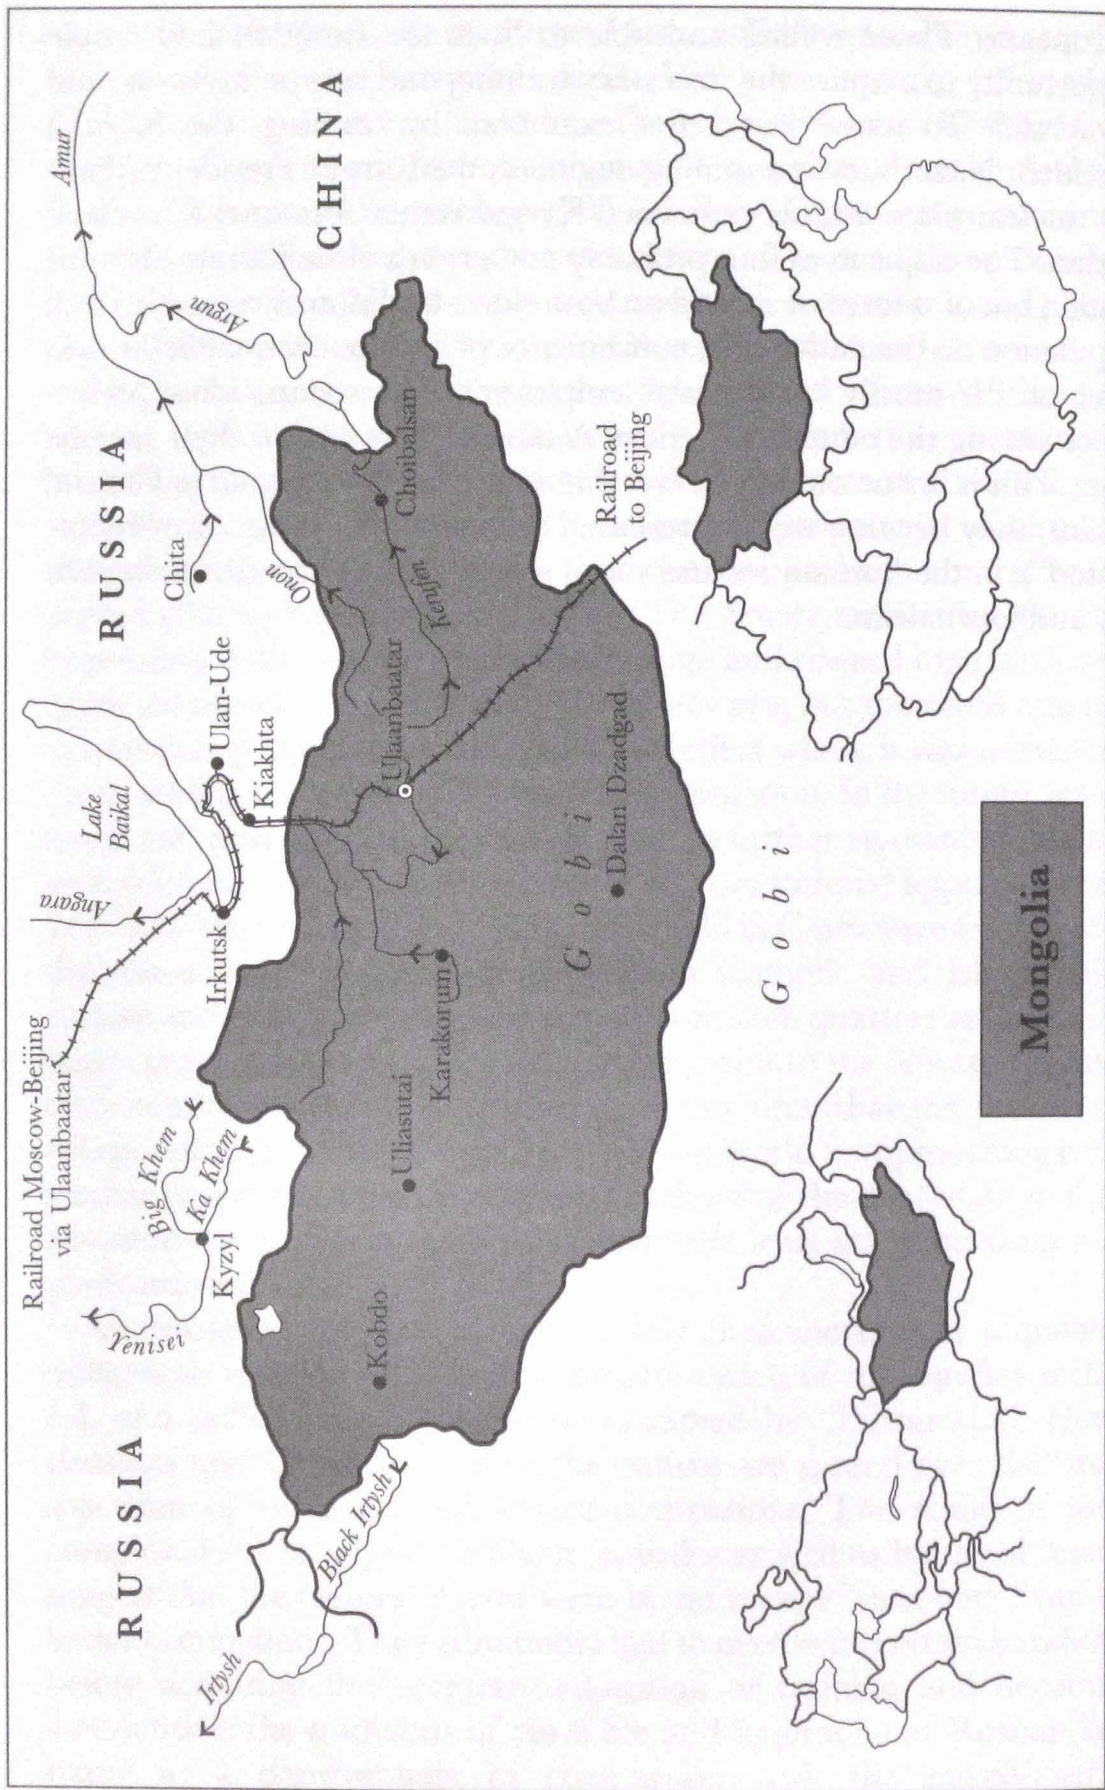 Railroad Moscow-Beijing
via Ulaanbaatar
RUSSIA
RUSSIA
CHINA
Amur
Argun
Lake
Baikal
Angara
Irkutsk
Ulan-Ude
Kiakhta
Chita
Onon
Yenisei
Big Khem
Ka Khem
Kyzyl
Irtysh
Black Irtysh
Kobdo
Uliasutai
Karakorum
Ulaanbaatar
Kerujen
Choibalsan
Gobi
Dalan Dzadgad
Railroad
to Beijing
Gobi
Mongolia